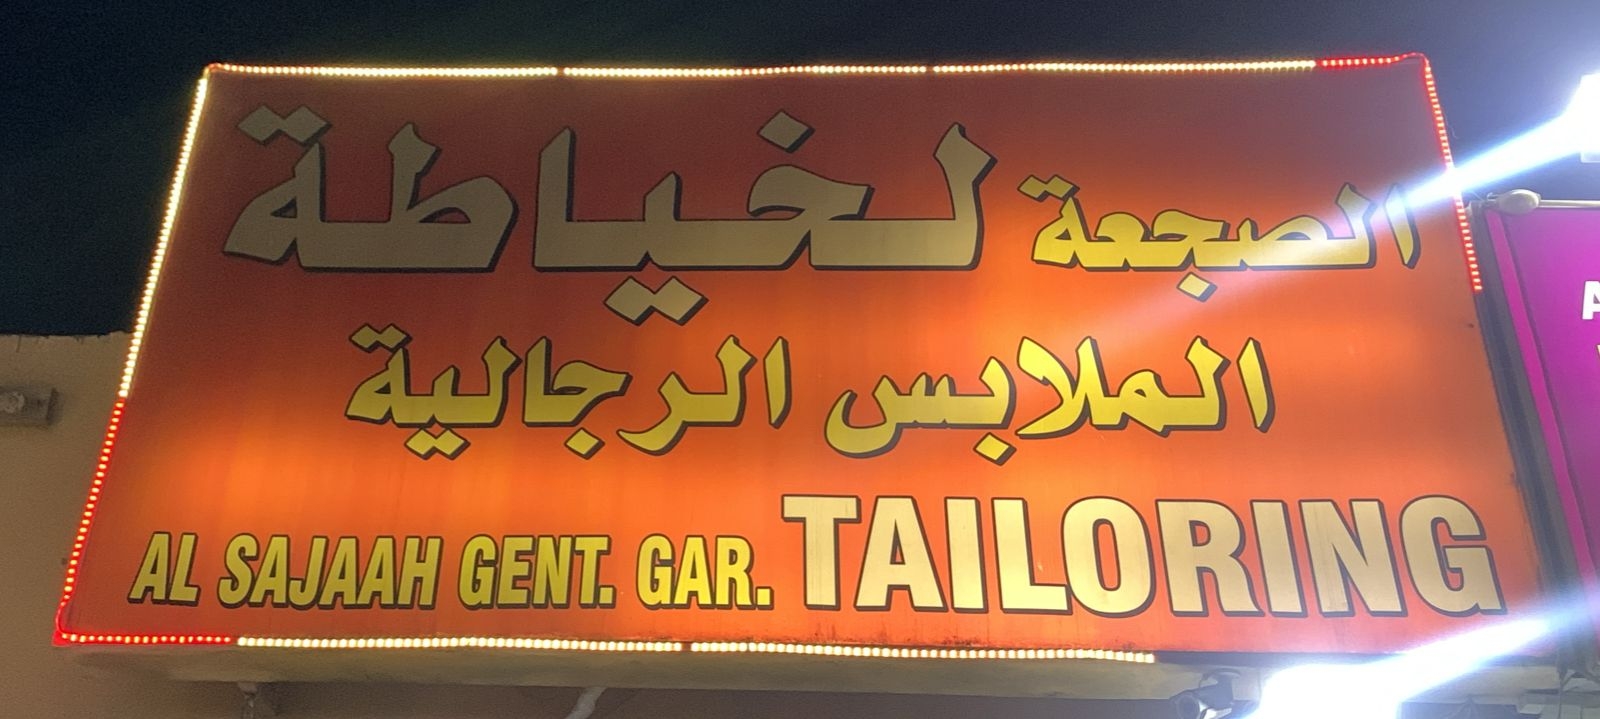 الصجعة لخياطة
الملابس الرجالية
AL SAJAAH GENT. GAR. TAILORING